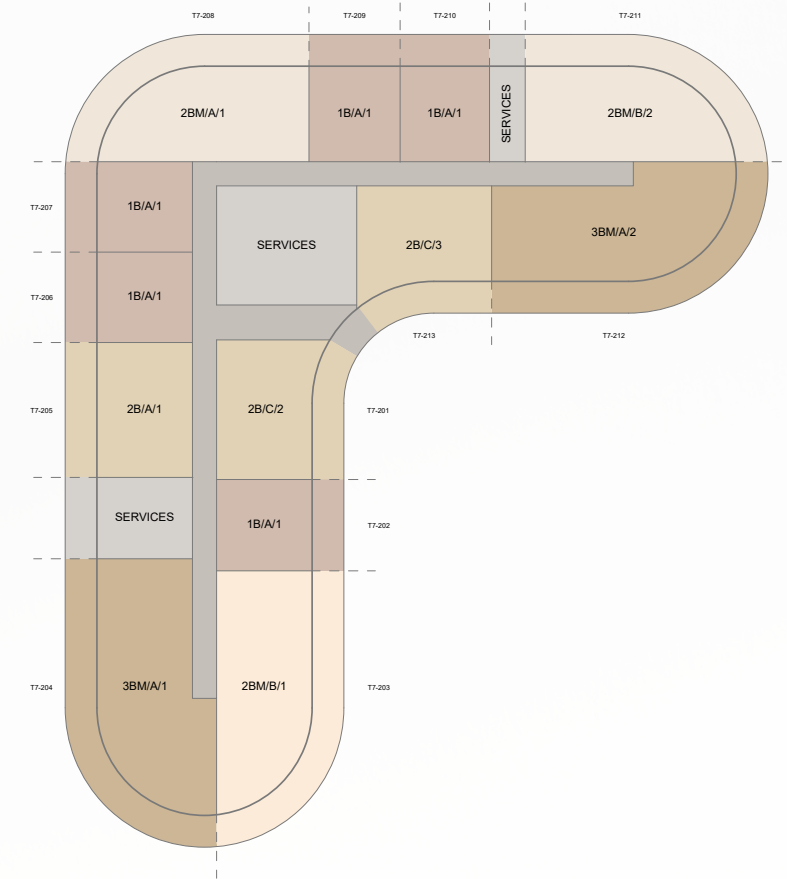 T7-208
T7-209
T7-210
T7-211
2BM/A/1
1B/A/1
1B/A/1
SERVICES
2BM/B/2
T7-207
1B/A/1
SERVICES
2B/C/3
3BM/A/2
T7-206
1B/A/1
T7-213
T7-212
T7-205
2B/A/1
2B/C/2
T7-201
SERVICES
1B/A/1
T7-202
T7-204
3BM/A/1
2BM/B/1
T7-203